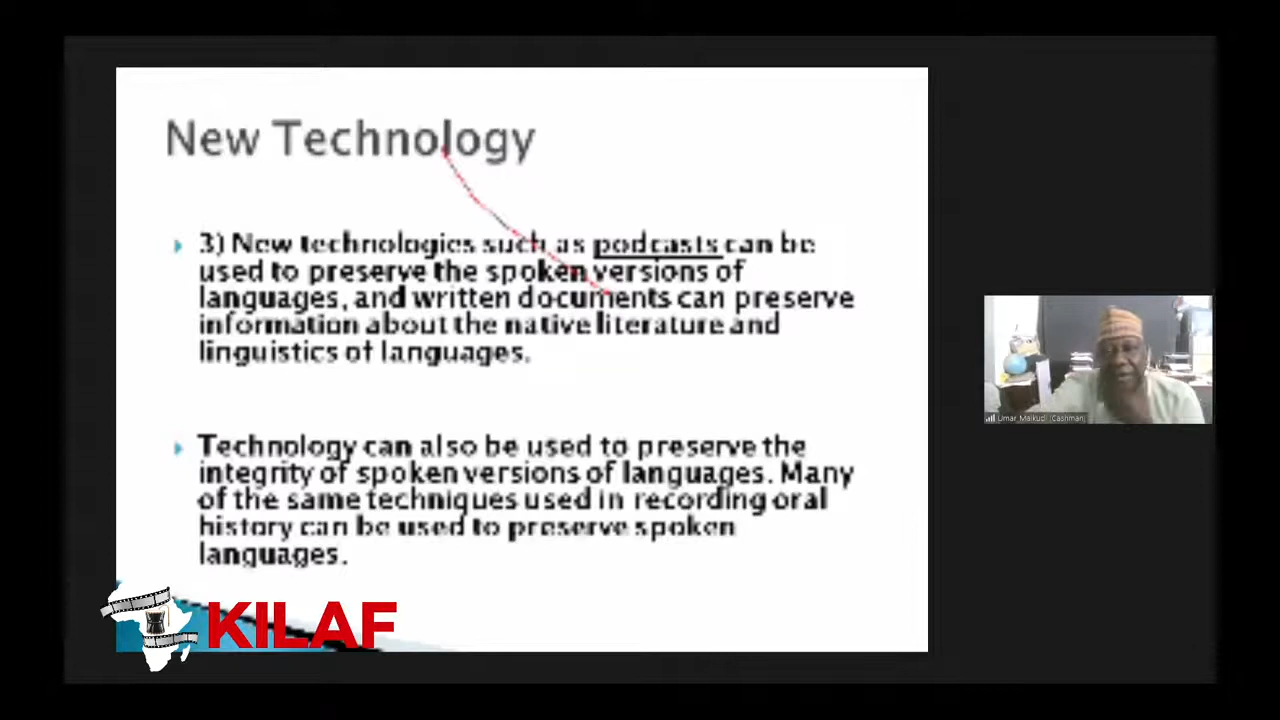 New Technology
3) New technologies such as podcasts can be
used to preserve the spoken versions of
languages, and written documents can preserve
information about the native literature and
linguistics of languages.
Technology can also be used to preserve the
integrity of spoken versions of languages. Many
of the same techniques used in recording oral
history can be used to preserve spoken
languages.
KILAF
Umar_Maikudi (Cashman)